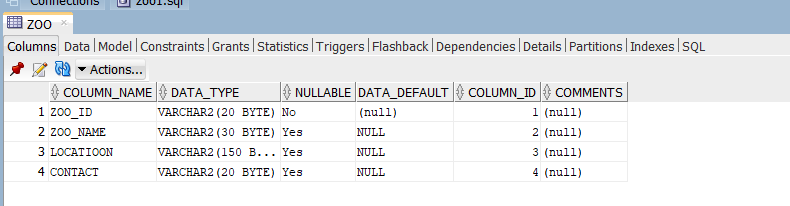 Connections zoo1.sql
ZOO
Columns Data Model Constraints Grants Statistics Triggers Flashback Dependencies Details Partitions Indexes SQL
Actions...
COLUMN_NAME DATA_TYPE NULLABLE DATA_DEFAULT COLUMN_ID COMMENTS
1 ZOO_ID VARCHAR2(20 BYTE) No (null) 1 (null)
2 ZOO_NAME VARCHAR2(30 BYTE) Yes NULL 2 (null)
3 LOCATIOON VARCHAR2(150 B... Yes NULL 3 (null)
4 CONTACT VARCHAR2(20 BYTE) Yes NULL 4 (null)